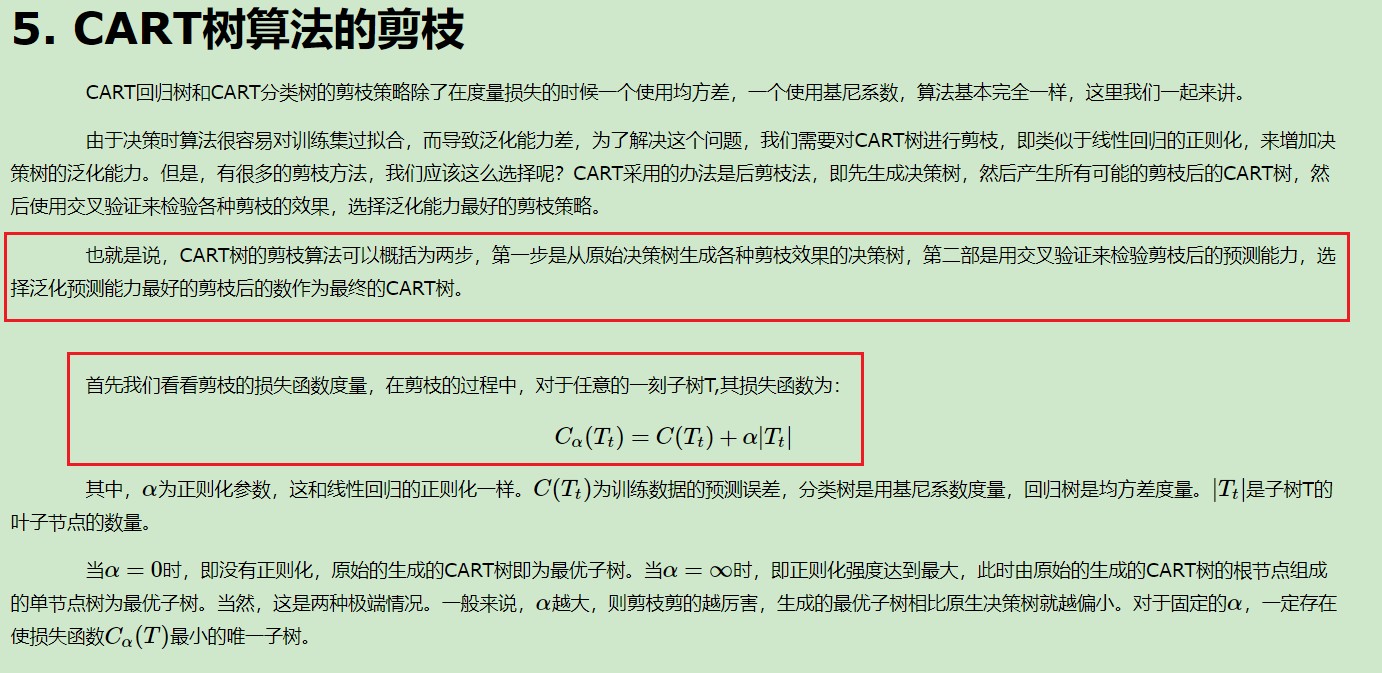 5. CART树算法的剪枝
CART回归树和CART分类树的剪枝策略除了在度量损失的时候一个使用均方差，一个使用基尼系数，算法基本完全一样，这里我们一起来讲。
由于决策时算法很容易对训练集过拟合，而导致泛化能力差，为了解决这个问题，我们需要对CART树进行剪枝，即类似于线性回归的正则化，来增加决
策树的泛化能力。但是，有很多的剪枝方法，我们应该这么选择呢？CART采用的办法是后剪枝法，即先生成决策树，然后产生所有可能的剪枝后的CART树，然
后使用交叉验证来检验各种剪枝的效果，选择泛化能力最好的剪枝策略。
也就是说，CART树的剪枝算法可以概括为两步，第一步是从原始决策树生成各种剪枝效果的决策树，第二部是用交叉验证来检验剪枝后的预测能力，选
择泛化预测能力最好的剪枝后的数作为最终的CART树。
首先我们看看剪枝的损失函数度量，在剪枝的过程中，对于任意的一刻子树T,其损失函数为：
Cα(Tt) = C(Tt) + α|Tt|
其中，α为正则化参数，这和线性回归的正则化一样。C(Tt)为训练数据的预测误差，分类树是用基尼系数度量，回归树是均方差度量。|Tt|是子树T的
叶子节点的数量。
当α = 0时，即没有正则化，原始的生成的CART树即为最优子树。当α = ∞时，即正则化强度达到最大，此时由原始的生成的CART树的根节点组成
的单节点树为最优子树。当然，这是两种极端情况。一般来说，α越大，则剪枝剪的越厉害，生成的最优子树相比原生决策树就越偏小。对于固定的α，一定存在
使损失函数Cα(T)最小的唯一子树。